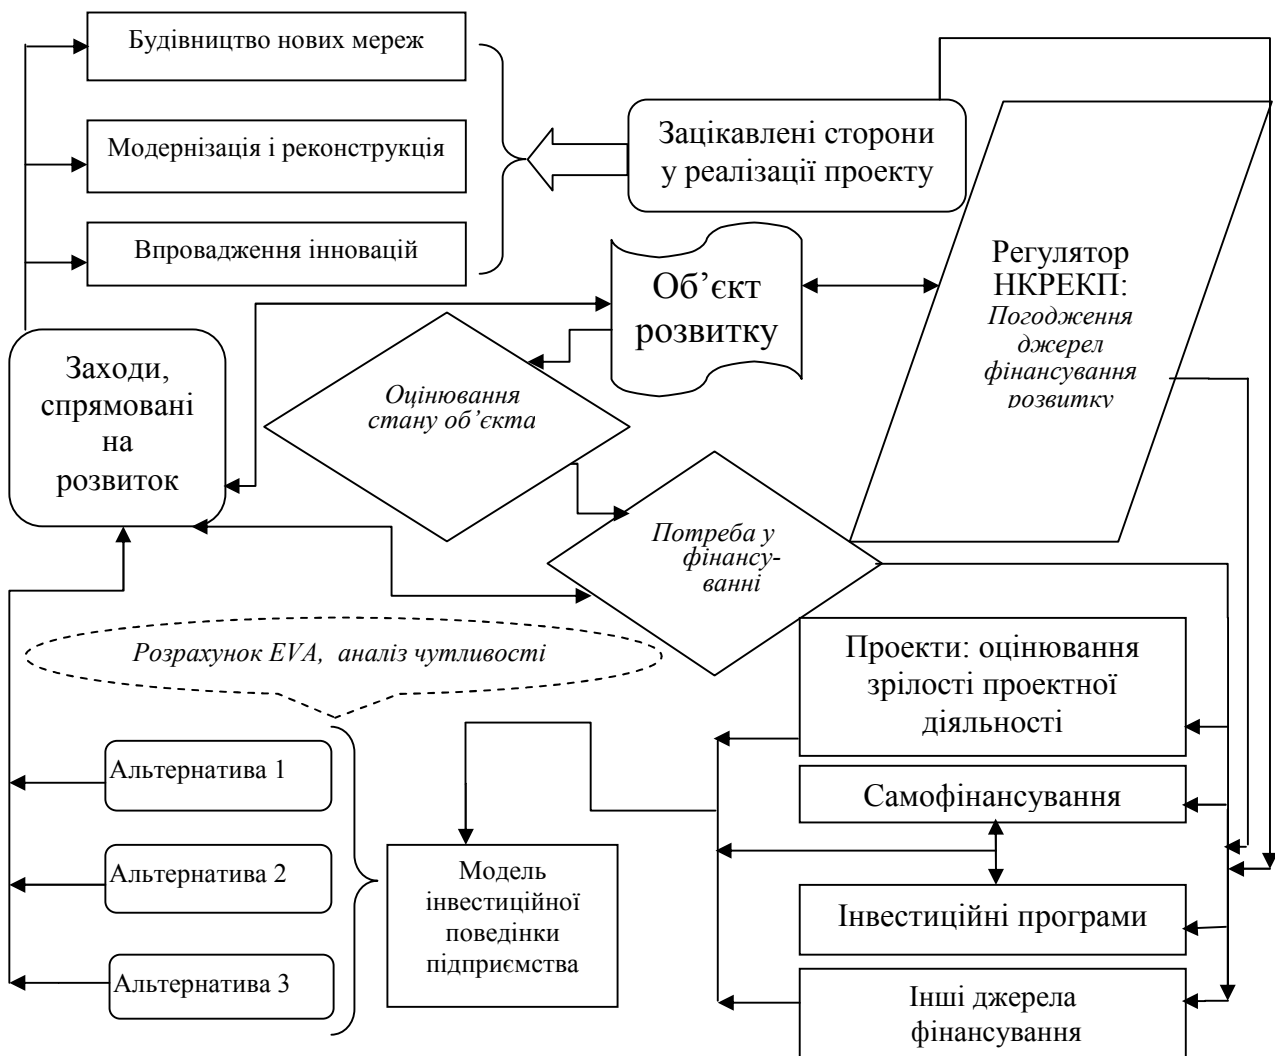 Будівництво нових мереж
Модернізація і реконструкція
Впровадження інновацій
Зацікавлені сторони
у реалізації проекту
Об’єкт
розвитку
Регулятор
НКРЕКП:
Погодження
джерел
фінансування
розвитку
Заходи,
спрямовані
на
розвиток
Оцінювання
стану об’єкта
Потреба у
фінансу-
ванні
Розрахунок EVA, аналіз чутливості
Проекти: оцінювання
зрілості проектної
діяльності
Самофінансування
Інвестиційні програми
Інші джерела
фінансування
Альтернатива 1
Альтернатива 2
Альтернатива 3
Модель
інвестиційної
поведінки
підприємства